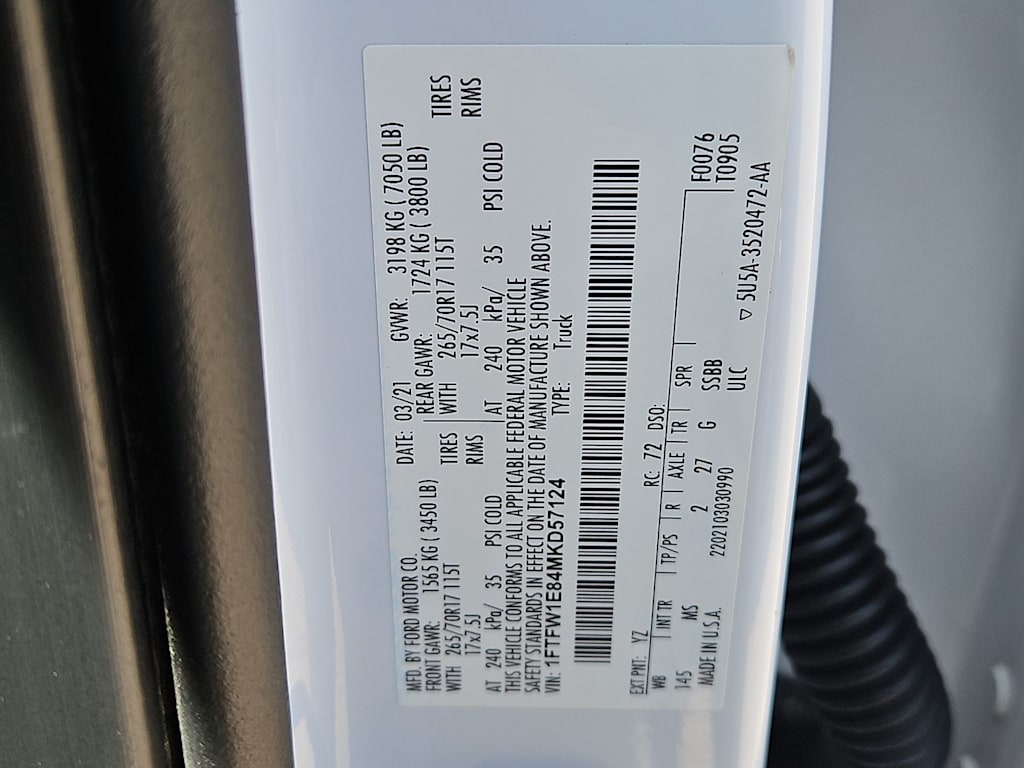 MFD. BY FORD MOTOR CO. DATE: 03/21 GVWR: 3198 KG ( 7050 LB)
FRONT GAWR: 1565 KG ( 3450 LB) REAR GAWR: 1724 KG ( 3800 LB)
WITH 265/70R17 115T TIRES WITH 265/70R17 115T TIRES
17x7.5J RIMS 17x7.5J RIMS
AT 240 kPa/ 35 PSI COLD AT 240 kPa/ 35 PSI COLD
THIS VEHICLE CONFORMS TO ALL APPLICABLE FEDERAL MOTOR VEHICLE
SAFETY STANDARDS IN EFFECT ON THE DATE OF MANUFACTURE SHOWN ABOVE.
VIN: 1FTFW1E84MKD57124 TYPE: Truck
EXT PNT: YZ RC: 72 DSO:
WB INT TR TP/PS R AXLE TR SPR F0076
145 MS 2 27 G SSBB T0905
MADE IN U.S.A. 2202103030990 ULC
▽ 5U5A-3520472-AA